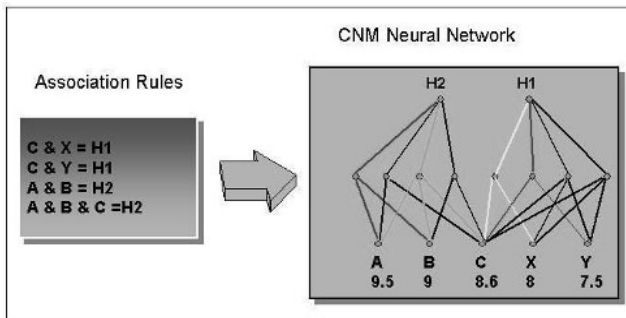 CNM Neural Network
Association Rules
H2 H1
C & X = H1
C & Y = H1
A & B = H2
A & B & C =H2
A B C X Y
9.5 9 8.6 8 7.5